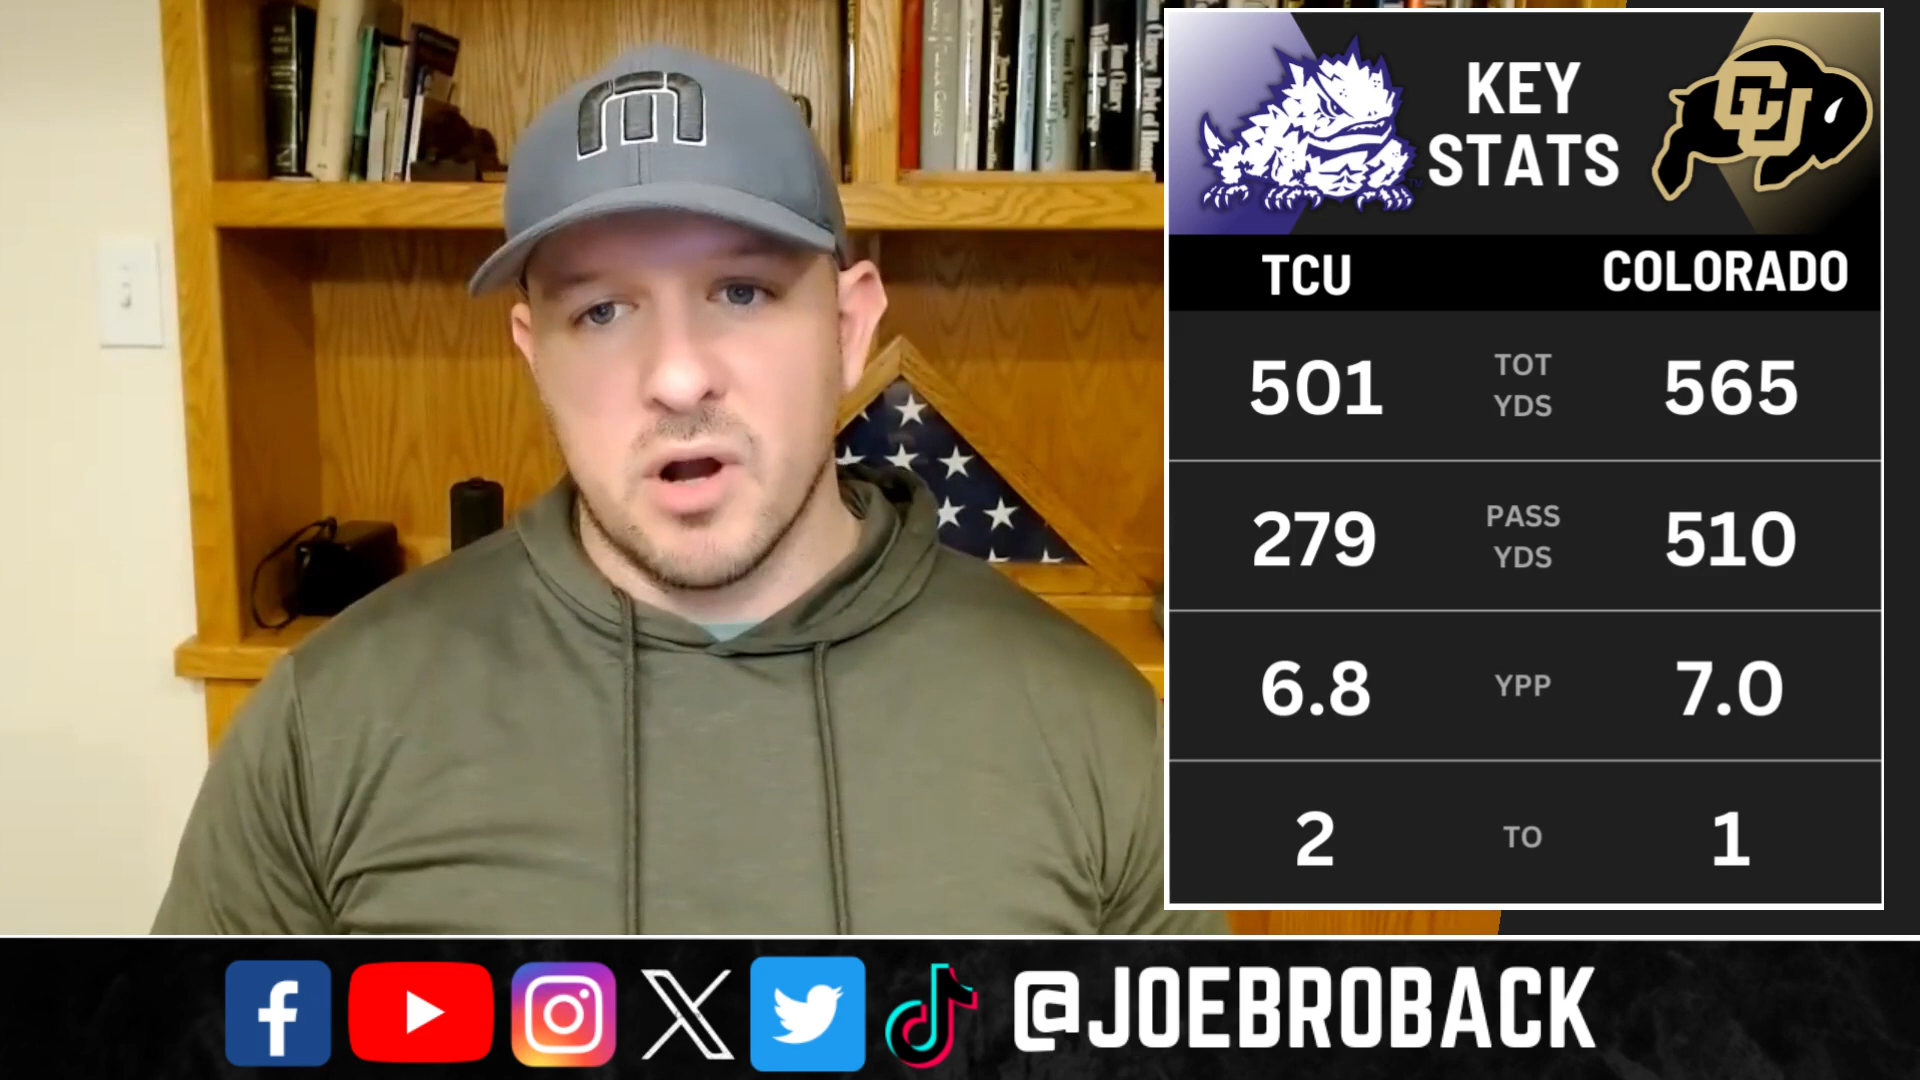 KEY
STATS
CU
TCU COLORADO
501 TOT YDS 565
279 PASS YDS 510
6.8 YPP 7.0
2 TO 1
@JOEBROBACK